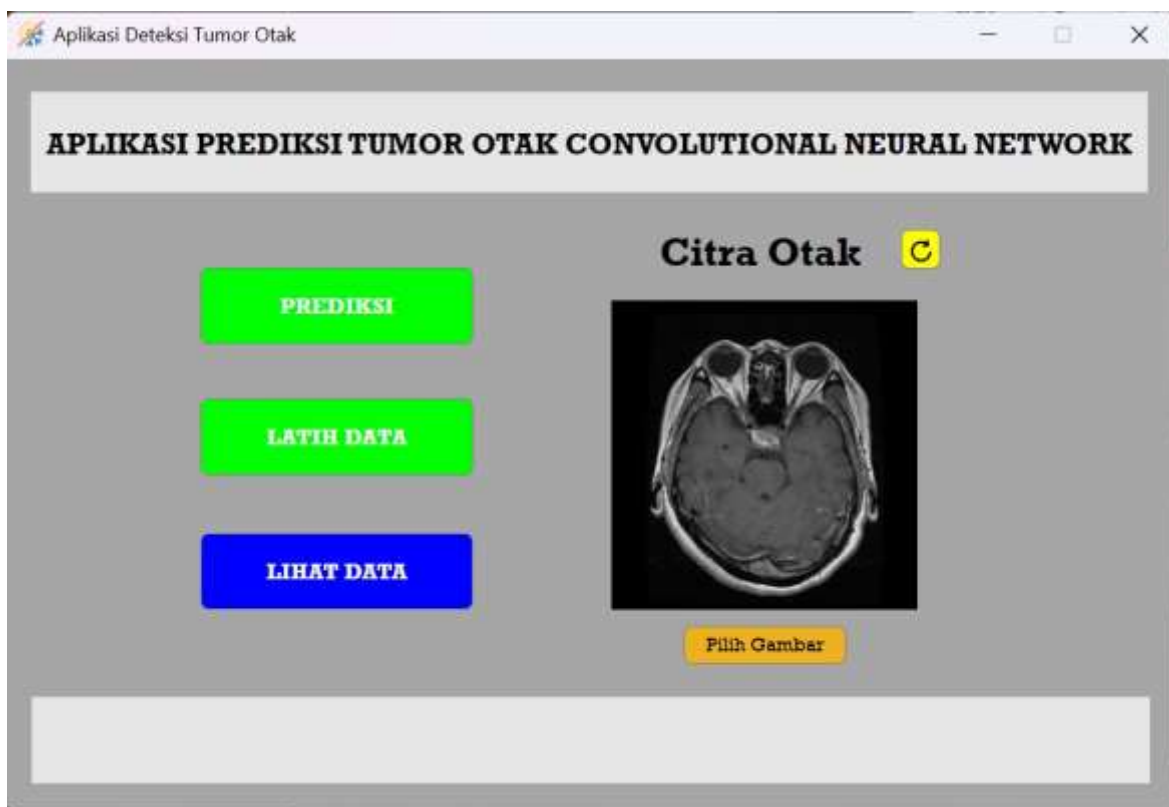 Aplikasi Deteksi Tumor Otak
APLIKASI PREDIKSI TUMOR OTAK CONVOLUTIONAL NEURAL NETWORK
Citra Otak
PREDIKSI
LATIH DATA
LIHAT DATA
Pilih Gambar